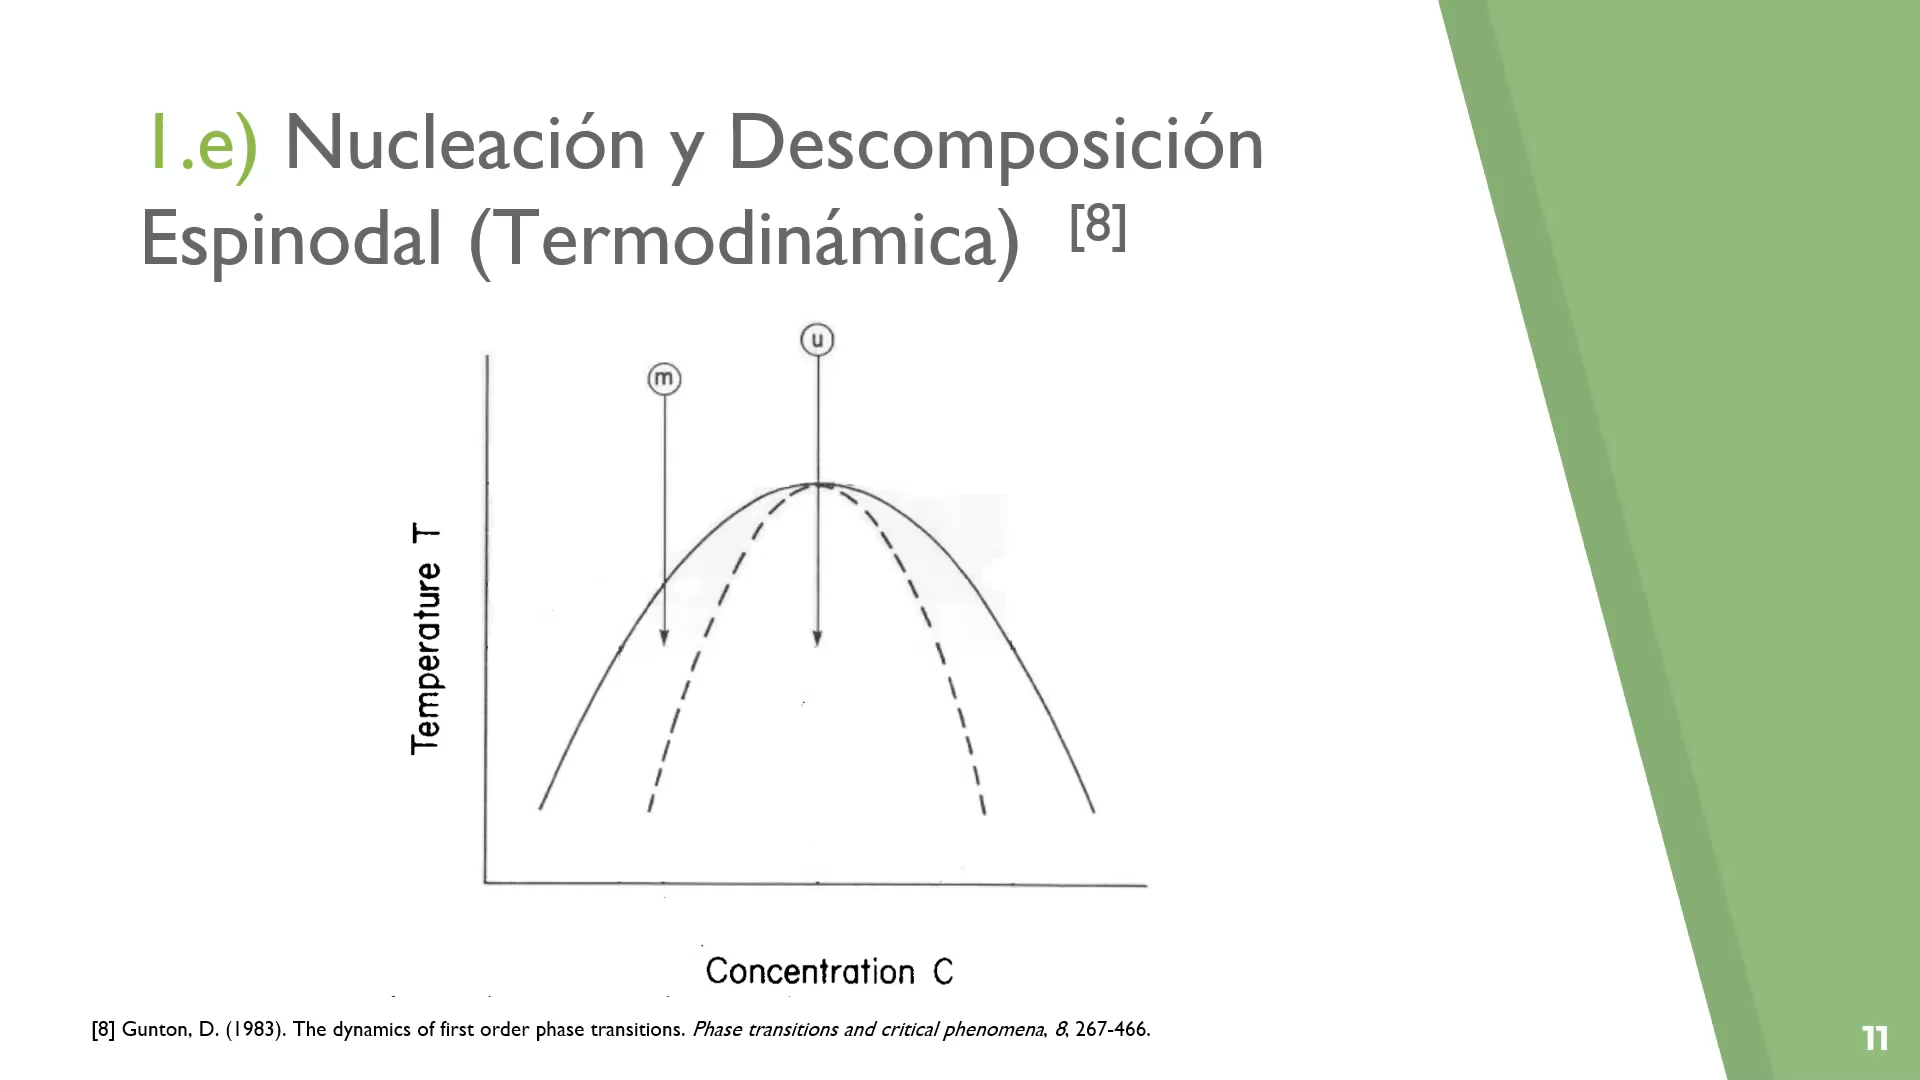 1.e) Nucleación y Descomposición
Espinodal (Termodinámica) [8]
u
m
Temperature T
Concentration C
[8] Gunton, D. (1983). The dynamics of first order phase transitions. Phase transitions and critical phenomena, 8, 267-466.
11